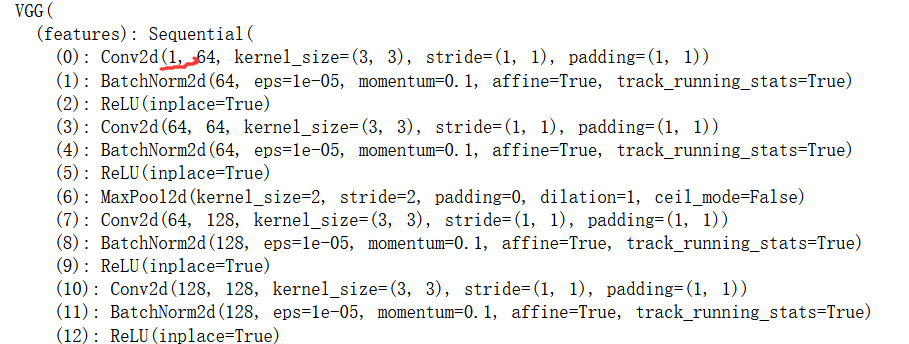 VGG(
(features): Sequential(
(0): Conv2d(1, 64, kernel_size=(3, 3), stride=(1, 1), padding=(1, 1))
(1): BatchNorm2d(64, eps=1e-05, momentum=0.1, affine=True, track_running_stats=True)
(2): ReLU(inplace=True)
(3): Conv2d(64, 64, kernel_size=(3, 3), stride=(1, 1), padding=(1, 1))
(4): BatchNorm2d(64, eps=1e-05, momentum=0.1, affine=True, track_running_stats=True)
(5): ReLU(inplace=True)
(6): MaxPool2d(kernel_size=2, stride=2, padding=0, dilation=1, ceil_mode=False)
(7): Conv2d(64, 128, kernel_size=(3, 3), stride=(1, 1), padding=(1, 1))
(8): BatchNorm2d(128, eps=1e-05, momentum=0.1, affine=True, track_running_stats=True)
(9): ReLU(inplace=True)
(10): Conv2d(128, 128, kernel_size=(3, 3), stride=(1, 1), padding=(1, 1))
(11): BatchNorm2d(128, eps=1e-05, momentum=0.1, affine=True, track_running_stats=True)
(12): ReLU(inplace=True)